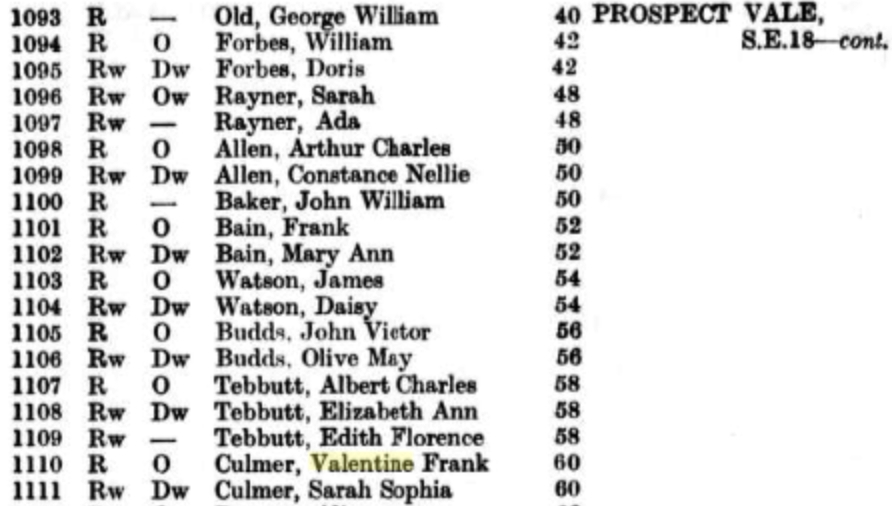 1093 R — Old, George William 40 PROSPECT VALE,
1094 R O Forbes, William 42 S.E.18—cont.
1095 Rw Dw Forbes, Doris 42
1096 Rw Ow Rayner, Sarah 48
1097 Rw — Rayner, Ada 48
1098 R O Allen, Arthur Charles 50
1099 Rw Dw Allen, Constance Nellie 50
1100 R — Baker, John William 50
1101 R O Bain, Frank 52
1102 Rw Dw Bain, Mary Ann 52
1103 R O Watson, James 54
1104 Rw Dw Watson, Daisy 54
1105 R O Budds, John Victor 56
1106 Rw Dw Budds, Olive May 56
1107 R O Tebbutt, Albert Charles 58
1108 Rw Dw Tebbutt, Elizabeth Ann 58
1109 Rw — Tebbutt, Edith Florence 58
1110 R O Culmer, Valentine Frank 60
1111 Rw Dw Culmer, Sarah Sophia 60